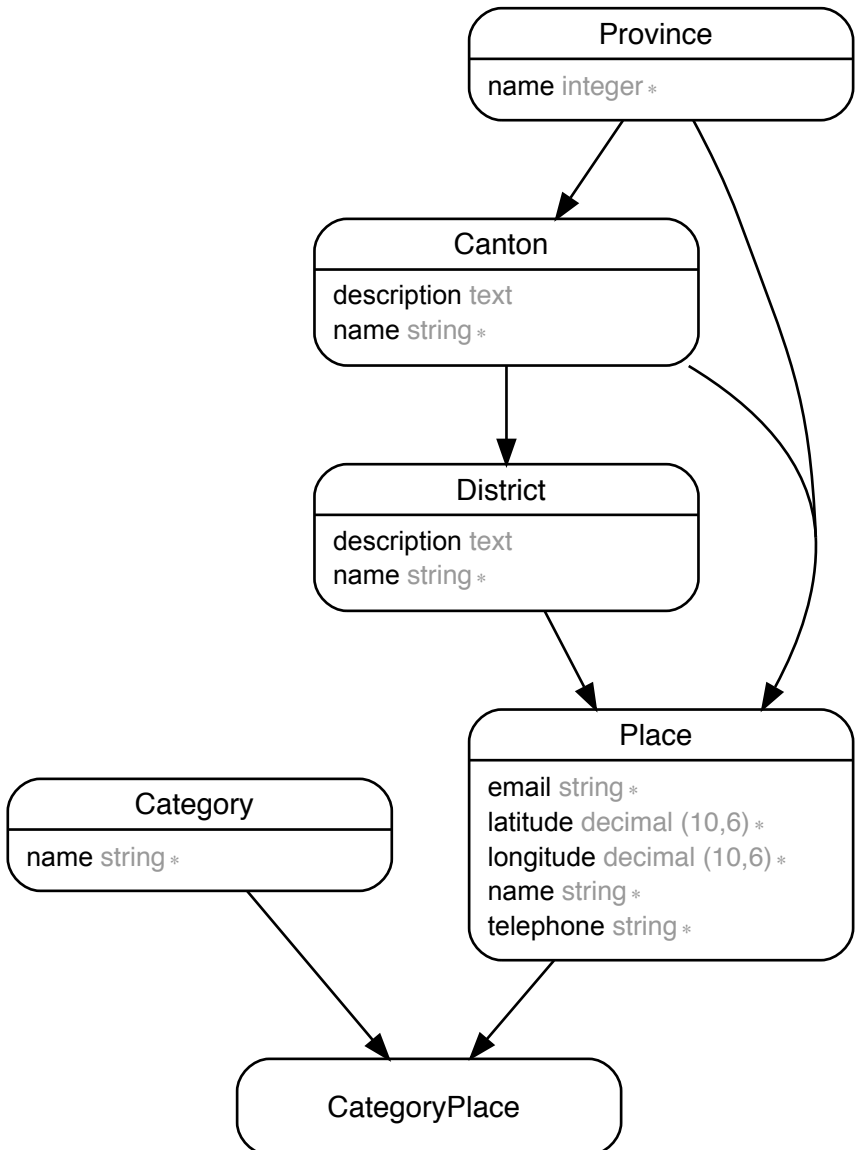 Province
name integer *
Canton
description text
name string *
District
description text
name string *
Place
email string *
latitude decimal (10,6) *
longitude decimal (10,6) *
name string *
telephone string *
Category
name string *
CategoryPlace